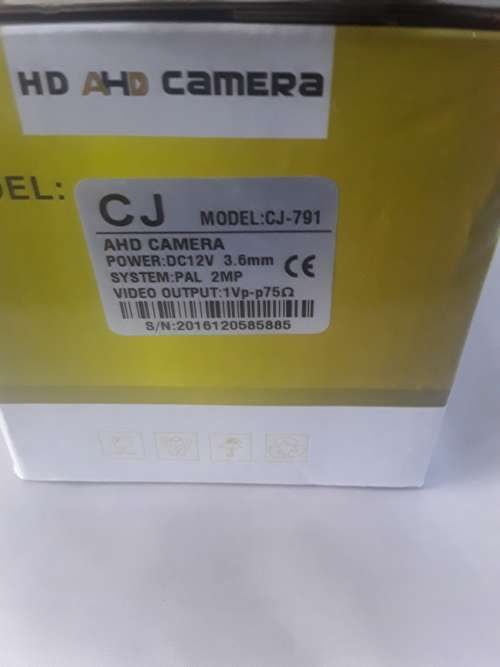 HD AHD CAMERA
DEL:
CJ MODEL:CJ-791
AHD CAMERA
POWER:DC12V 3.6mm CE
SYSTEM:PAL 2MP
VIDEO OUTPUT:1Vp-p75Ω
S/N:2016120585885